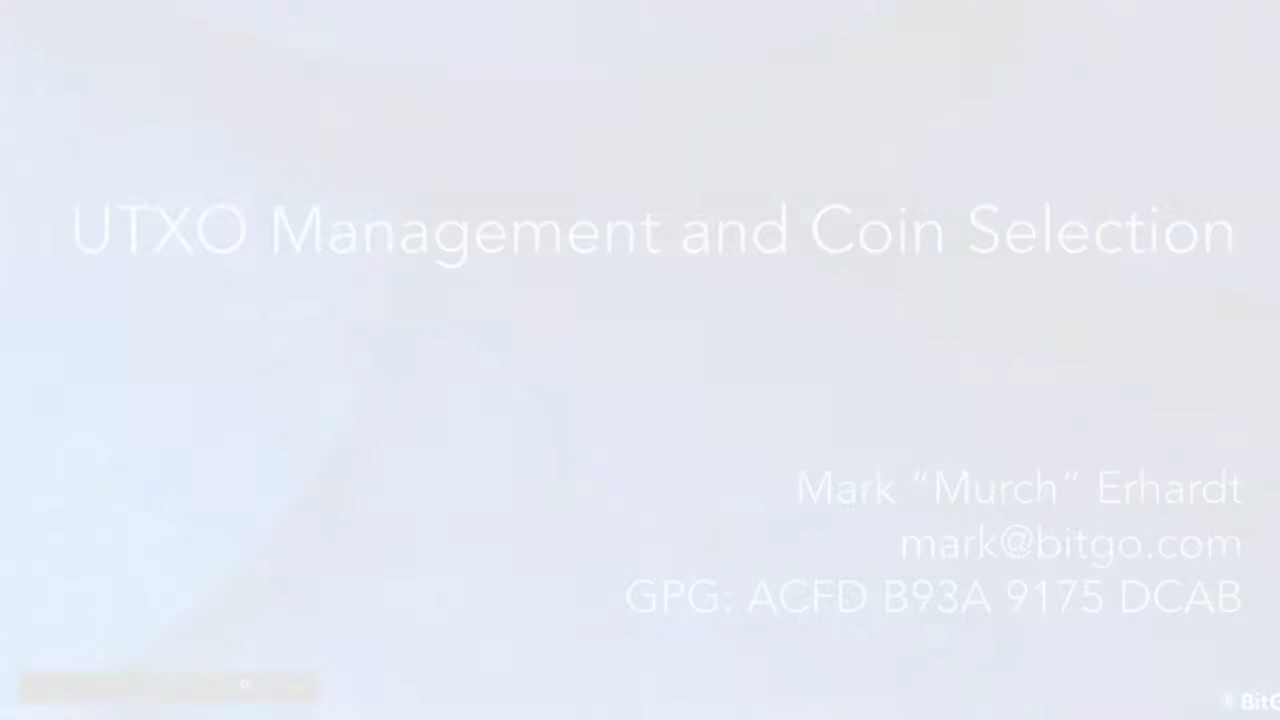 UTXO Management and Coin Selection
Mark “Murch” Erhardt
mark@bitgo.com
GPG: ACFD B93A 9175 DCAB